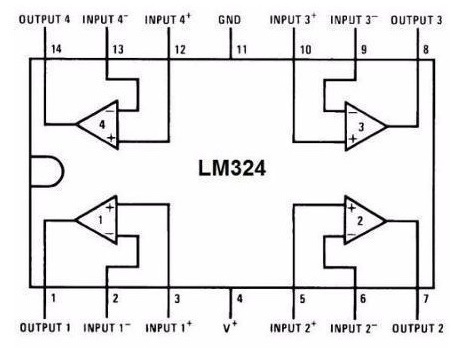 OUTPUT 4 INPUT 4⁻ INPUT 4⁺ GND INPUT 3⁺ INPUT 3⁻ OUTPUT 3
14 13 12 11 10 9 8
− −
4 3
+ +
LM324
+ +
1 2
− −
1 2 3 4 5 6 7
OUTPUT 1 INPUT 1⁻ INPUT 1⁺ V⁺ INPUT 2⁺ INPUT 2⁻ OUTPUT 2